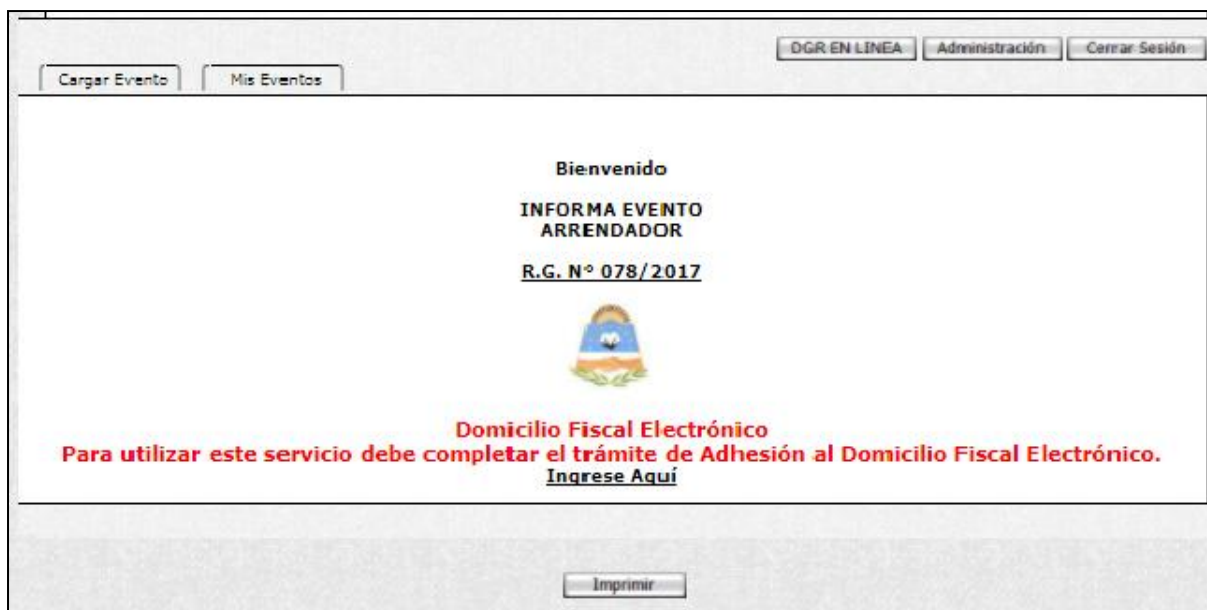 DGR EN LINEA Administración Cerrar Sesión
Cargar Evento Mis Eventos
Bienvenido
INFORMA EVENTO
ARRENDADOR
R.G. Nº 078/2017
Domicilio Fiscal Electrónico
Para utilizar este servicio debe completar el trámite de Adhesión al Domicilio Fiscal Electrónico.
Ingrese Aquí
Imprimir